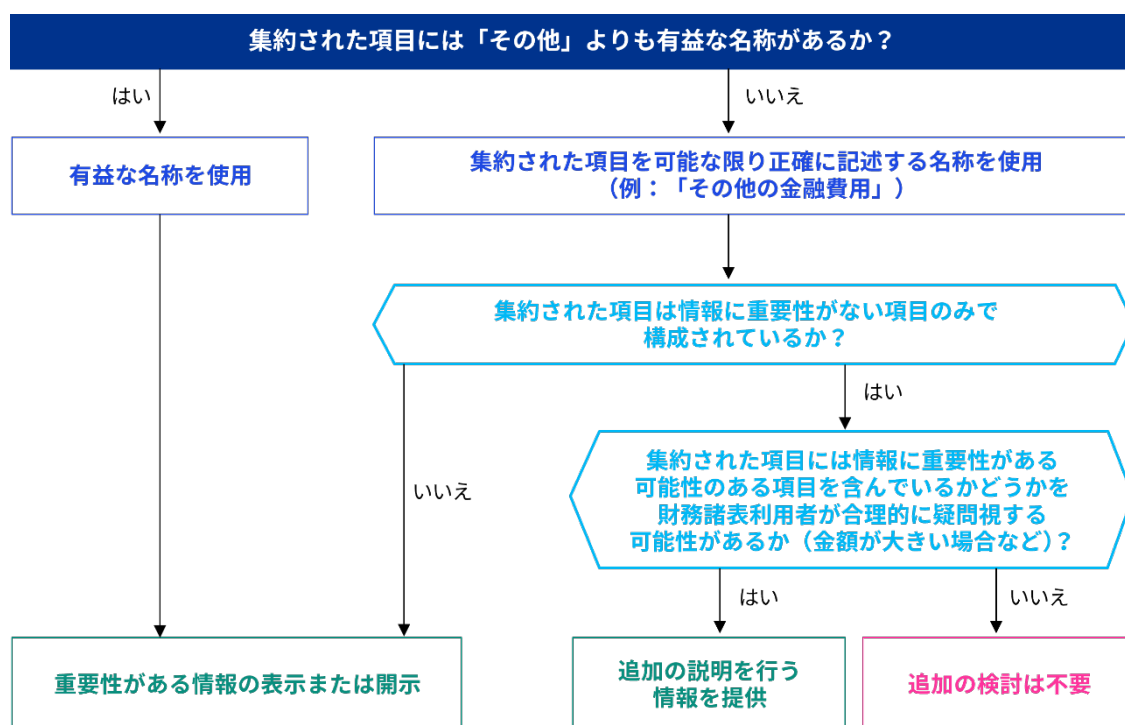 集約された項目には「その他」よりも有益な名称があるか？
はい
いいえ
有益な名称を使用
集約された項目を可能な限り正確に記述する名称を使用
（例：「その他の金融費用」）
集約された項目は情報に重要性がない項目のみで
構成されているか？
はい
いいえ
集約された項目には情報に重要性がある
可能性のある項目を含んでいるかどうかを
財務諸表利用者が合理的に疑問視する
可能性があるか（金額が大きい場合など）？
はい
いいえ
重要性がある情報の表示または開示
追加の説明を行う
情報を提供
追加の検討は不要